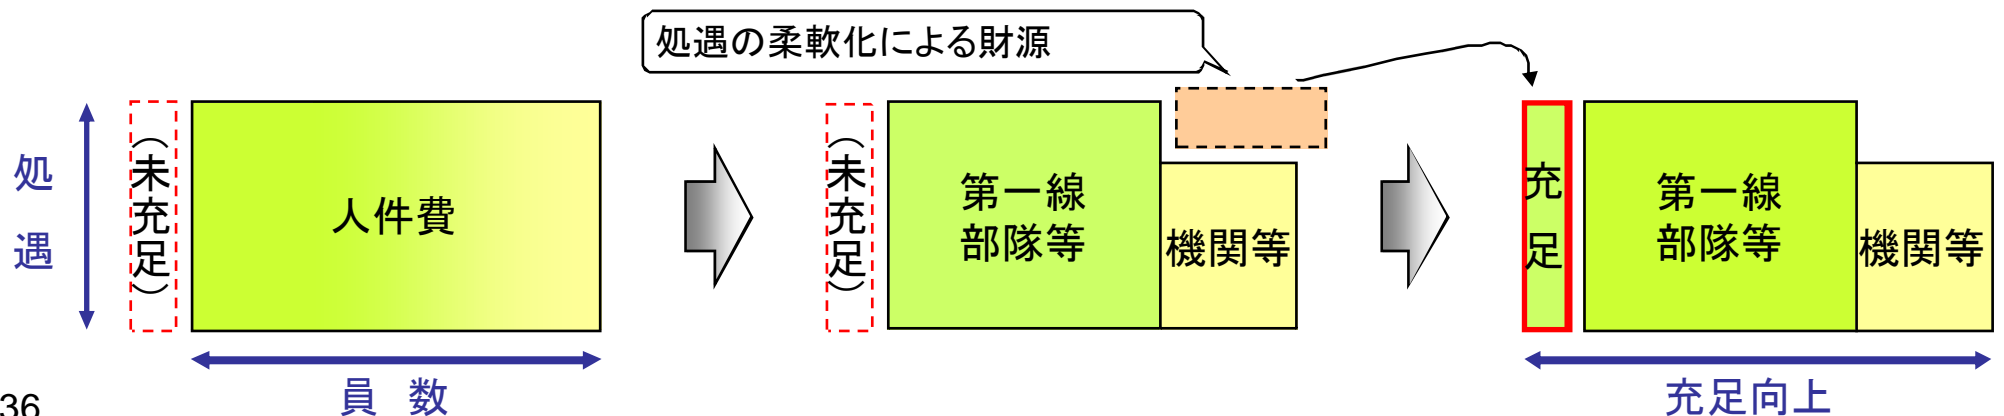 処遇の柔軟化による財源
処遇
（未充足）
人件費
員　数
（未充足）
第一線
部隊等
機関等
充足
第一線
部隊等
機関等
充足向上
36